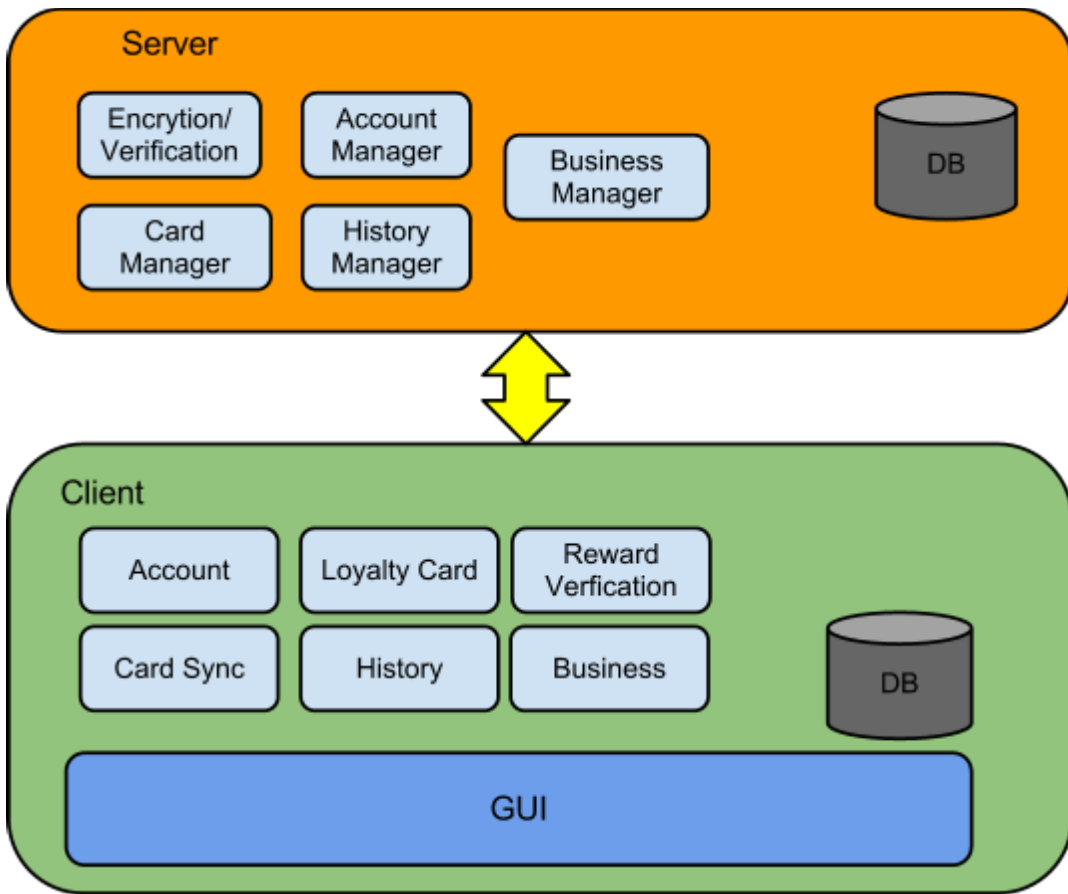 Server
Encrytion/
Verification
Account
Manager
Business
Manager
DB
Card
Manager
History
Manager
Client
Account
Loyalty Card
Reward
Verfication
Card Sync
History
Business
DB
GUI